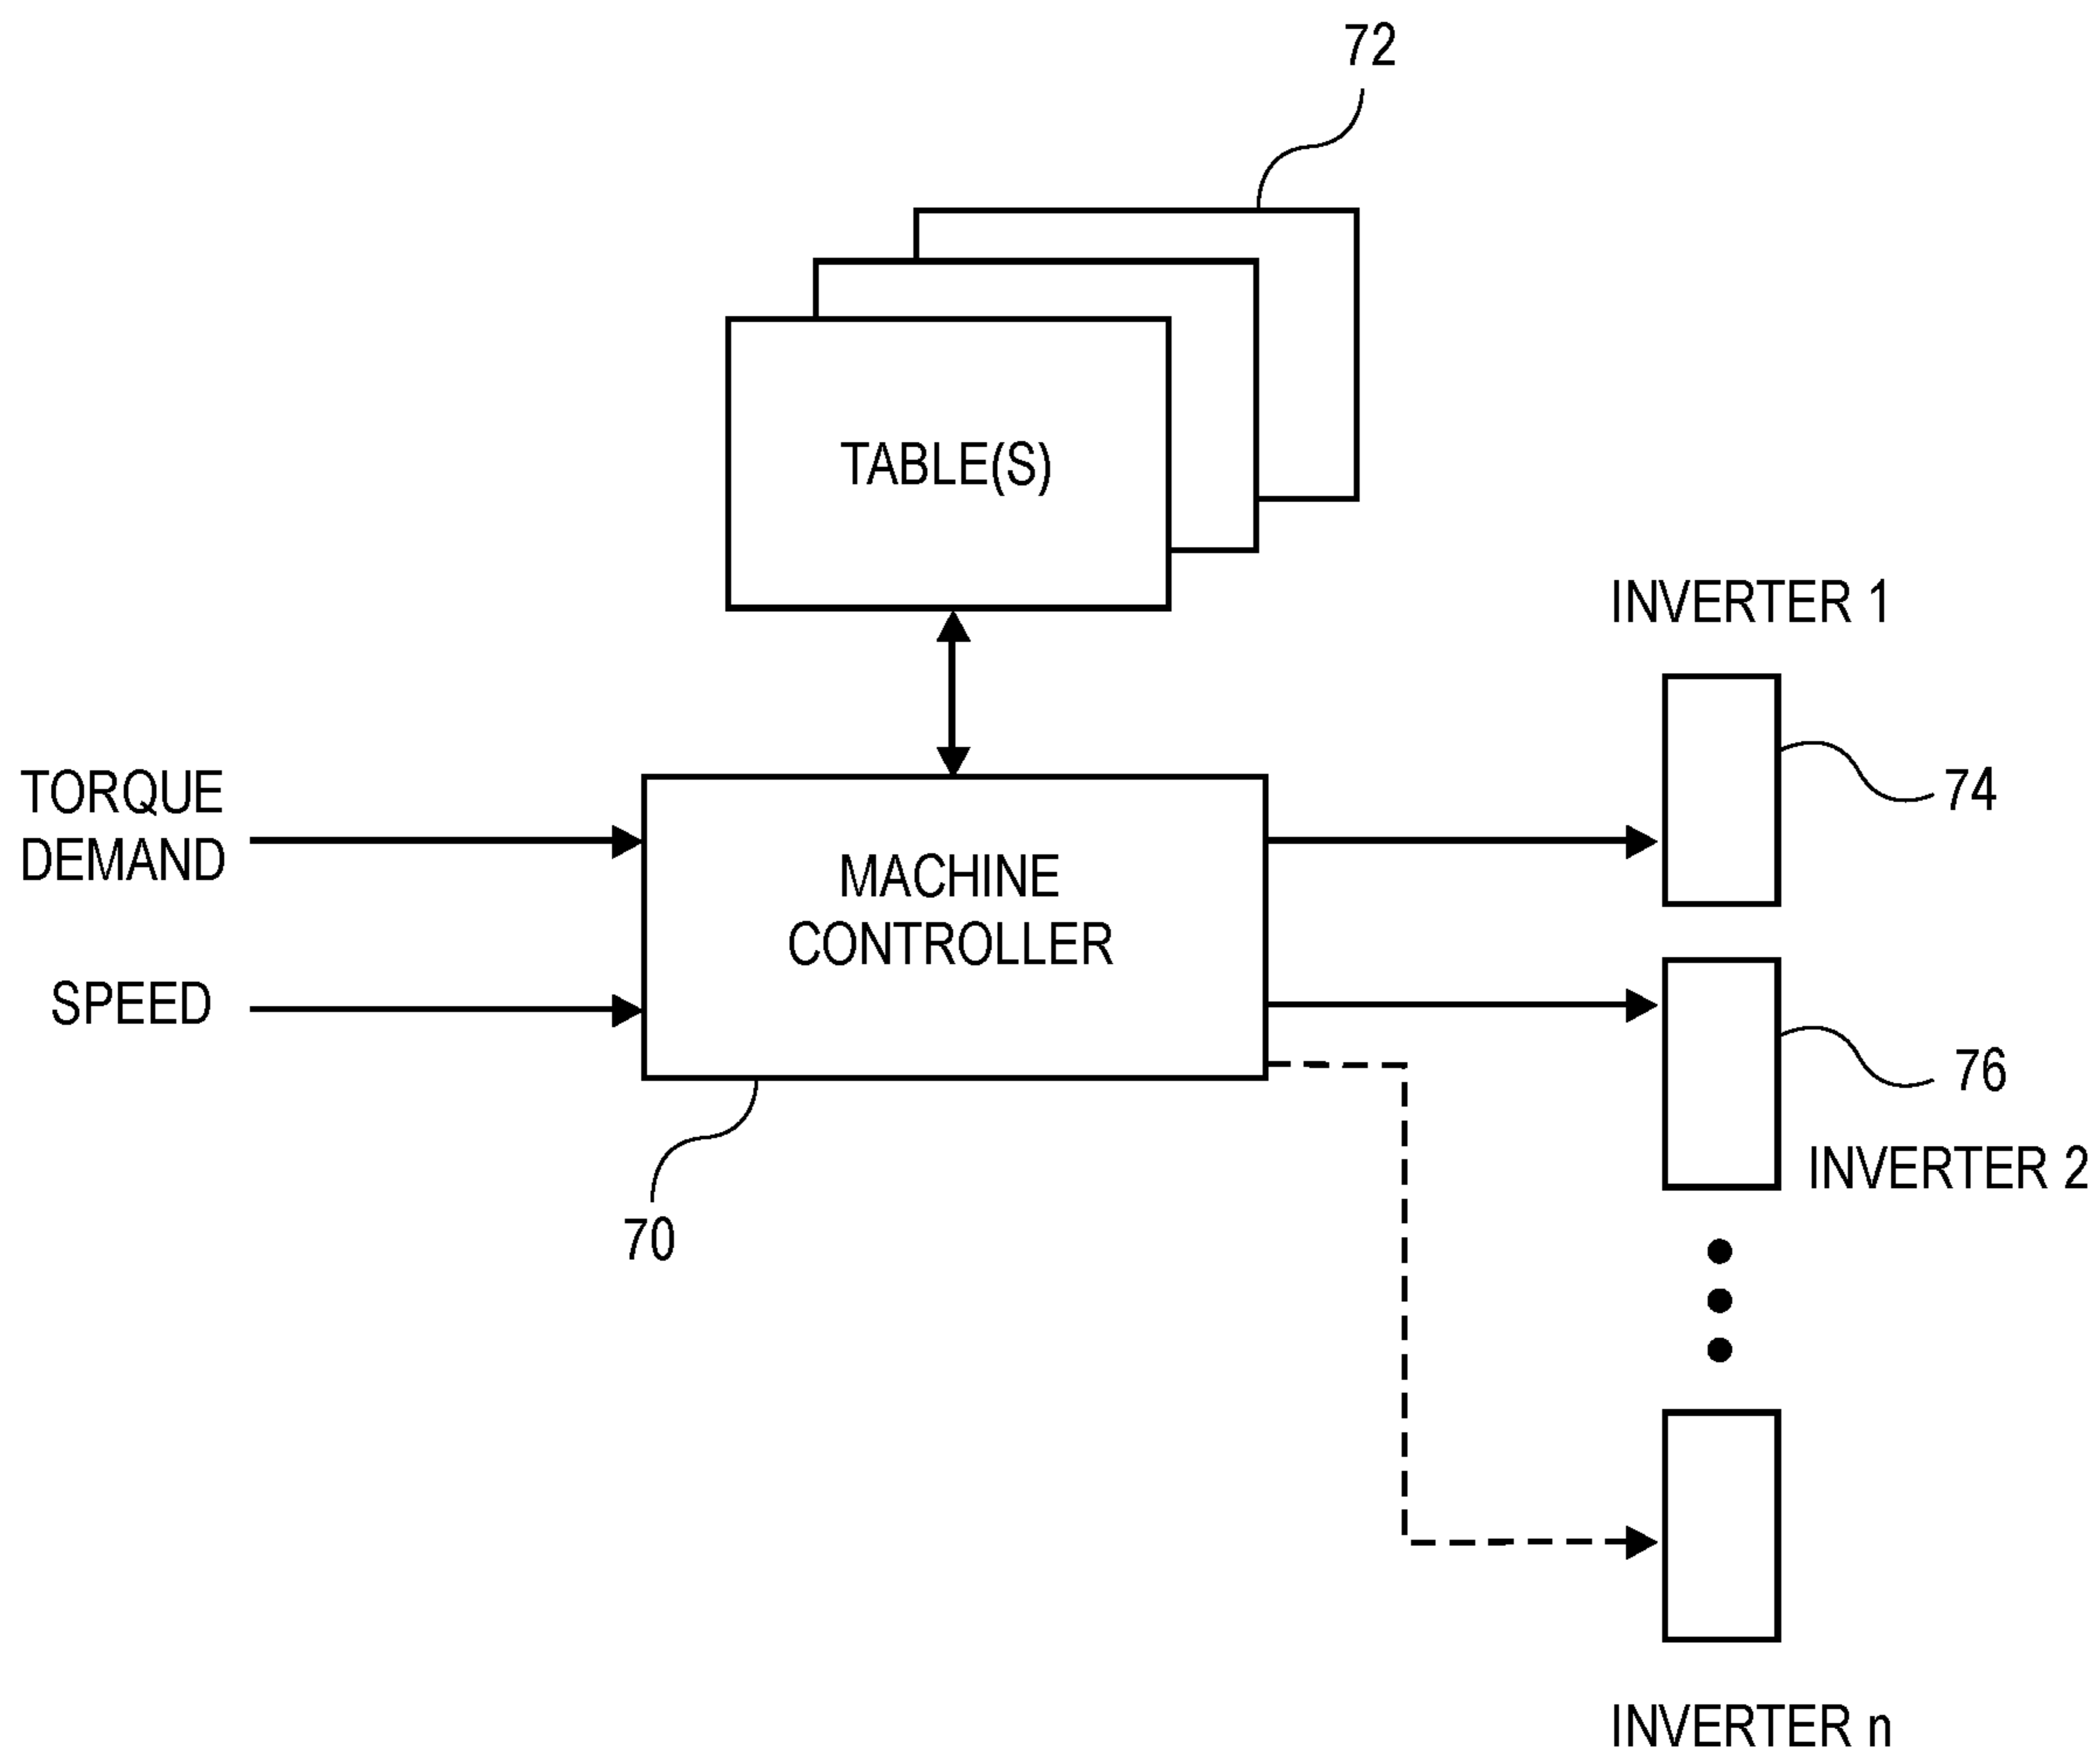 72
TABLE(S)
INVERTER 1
TORQUE
DEMAND
74
MACHINE
CONTROLLER
SPEED
76
INVERTER 2
70
INVERTER n